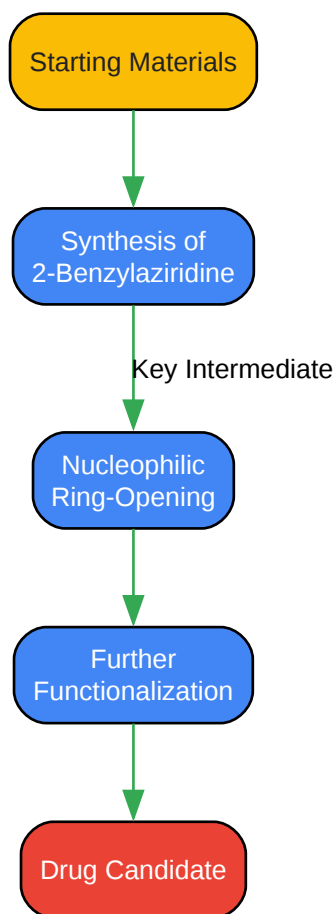 Starting Materials
Synthesis of
2-Benzylaziridine
Key Intermediate
Nucleophilic
Ring-Opening
Further
Functionalization
Drug Candidate